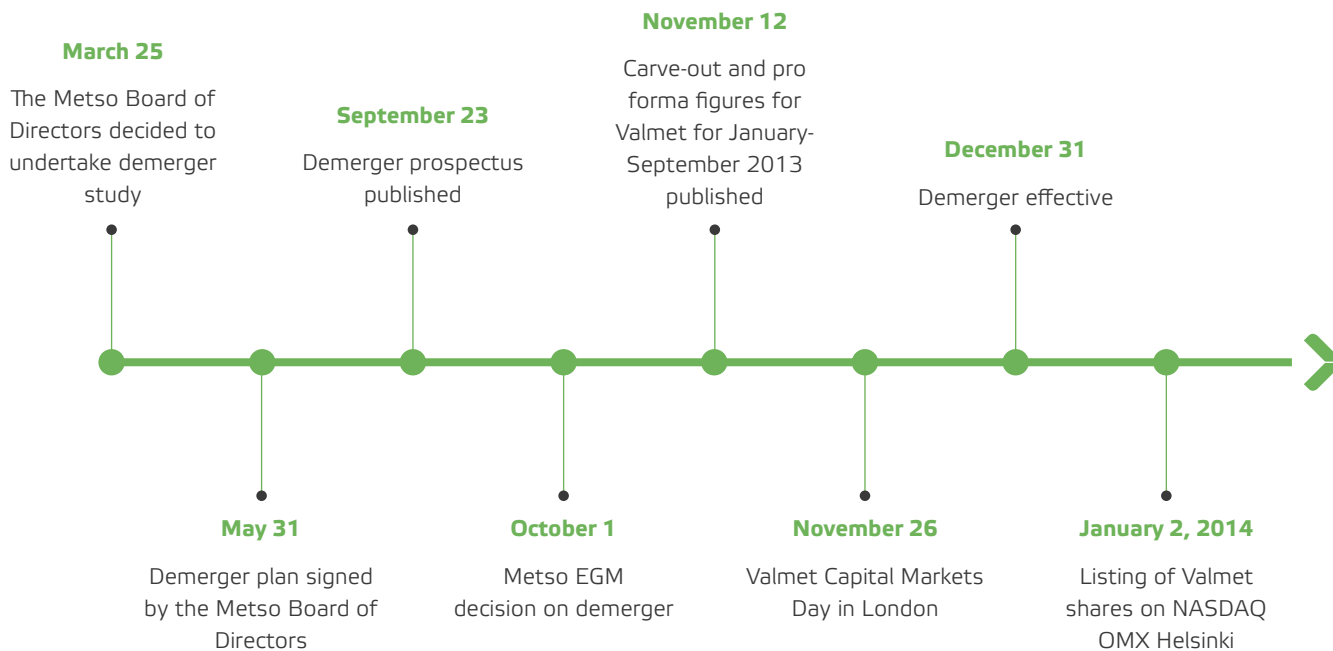 March 25
The Metso Board of
Directors decided to
undertake demerger
study
May 31
Demerger plan signed
by the Metso Board of
Directors
September 23
Demerger prospectus
published
October 1
Metso EGM
decision on demerger
November 12
Carve-out and pro
forma figures for
Valmet for January-
September 2013
published
November 26
Valmet Capital Markets
Day in London
December 31
Demerger effective
January 2, 2014
Listing of Valmet
shares on NASDAQ
OMX Helsinki